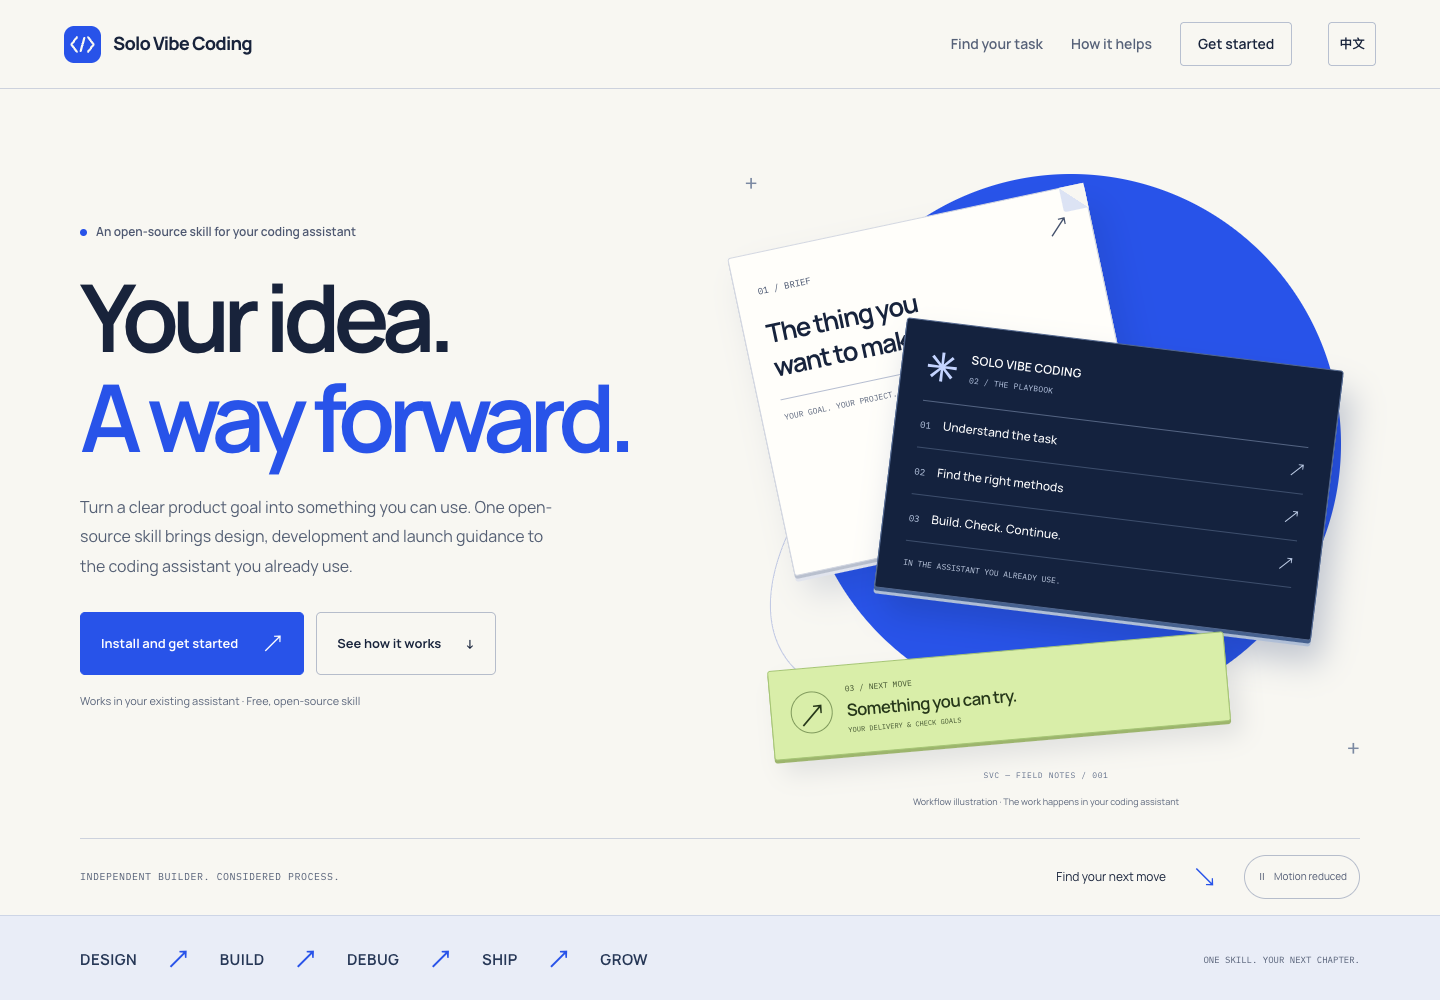 Solo Vibe Coding
Find your task
How it helps
Get started
中文
An open-source skill for your coding assistant
Your idea.
A way forward.
Turn a clear product goal into something you can use. One open-
source skill brings design, development and launch guidance to
the coding assistant you already use.
Install and get started
See how it works
Works in your existing assistant · Free, open-source skill
01 / BRIEF
The thing you
want to mak
YOUR GOAL. YOUR PROJECT.
SOLO VIBE CODING
02 / THE PLAYBOOK
01 Understand the task
02 Find the right methods
03 Build. Check. Continue.
IN THE ASSISTANT YOU ALREADY USE.
03 / NEXT MOVE
Something you can try.
YOUR DELIVERY & CHECK GOALS
SVC — FIELD NOTES / 001
Workflow illustration · The work happens in your coding assistant
INDEPENDENT BUILDER. CONSIDERED PROCESS.
Find your next move
Motion reduced
DESIGN
BUILD
DEBUG
SHIP
GROW
ONE SKILL. YOUR NEXT CHAPTER.